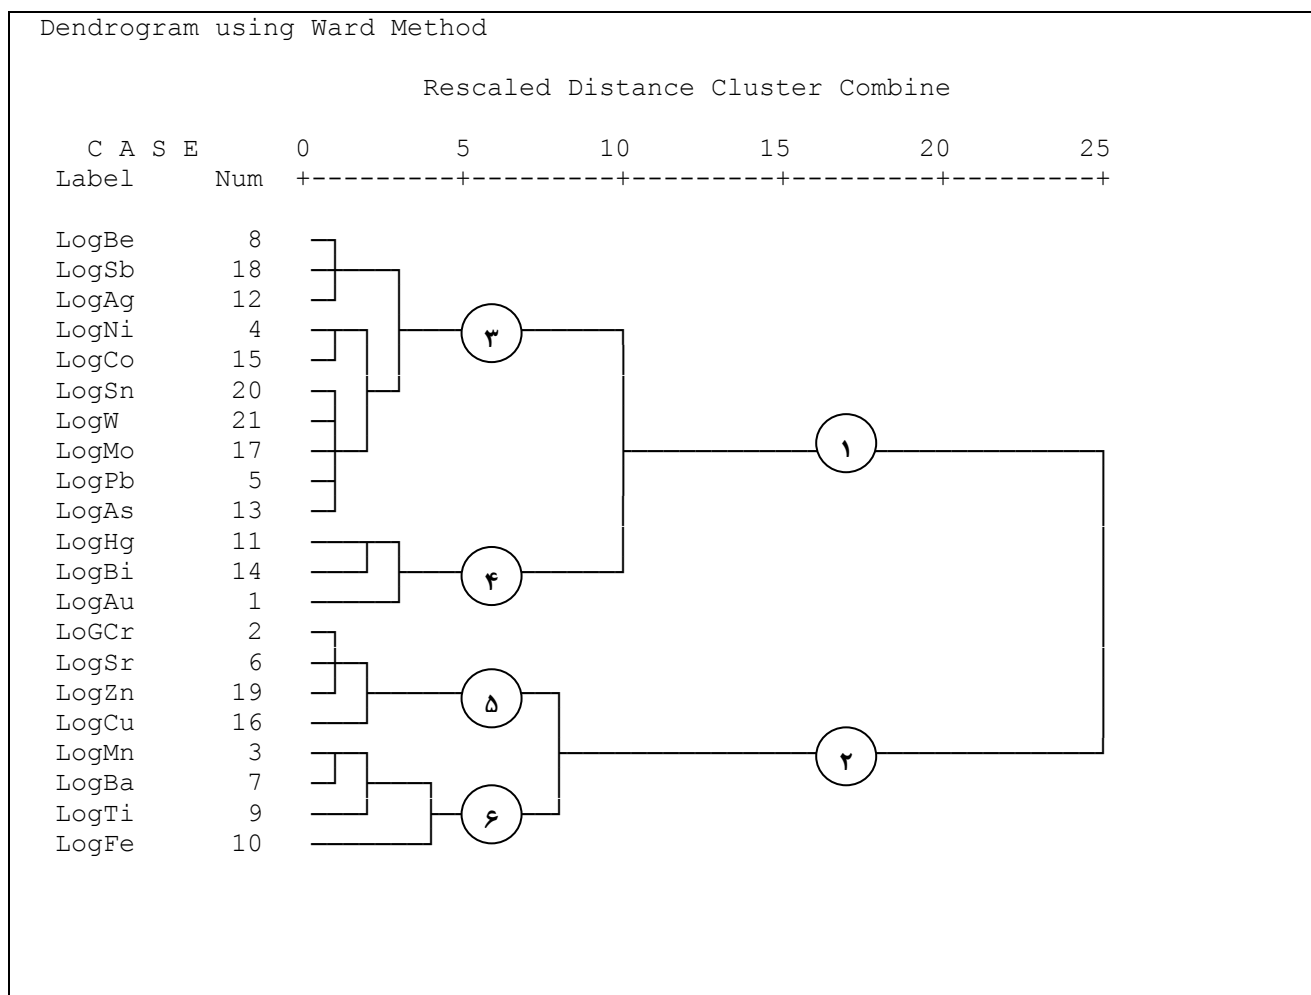 Dendrogram using Ward Method
Rescaled Distance Cluster Combine
C A S E 0 5 10 15 20 25
Label Num +---------+---------+---------+---------+---------+
LogBe 8
LogSb 18
LogAg 12
LogNi 4 ۳
LogCo 15
LogSn 20
LogW 21
LogMo 17 ۱
LogPb 5
LogAs 13
LogHg 11
LogBi 14 ۴
LogAu 1
LoGCr 2
LogSr 6
LogZn 19 ۵
LogCu 16
LogMn 3 ۲
LogBa 7
LogTi 9 ۶
LogFe 10